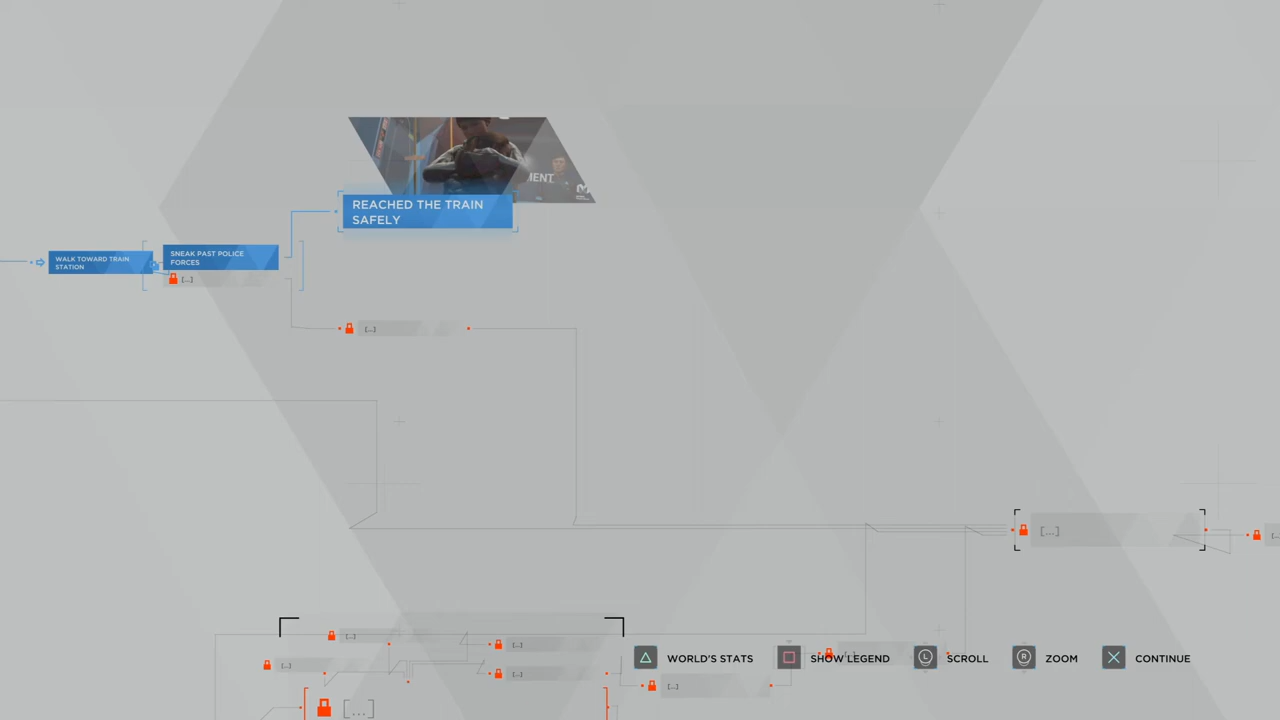 IENT
REACHED THE TRAIN
SAFELY
WALK TOWARD TRAIN
STATION
SNEAK PAST POLICE
FORCES
[...]
[...]
[...]
[...]
[...]
[...]
[...]
[...]
[...]
[...]
WORLD'S STATS
SHOW LEGEND
L
SCROLL
R
ZOOM
CONTINUE